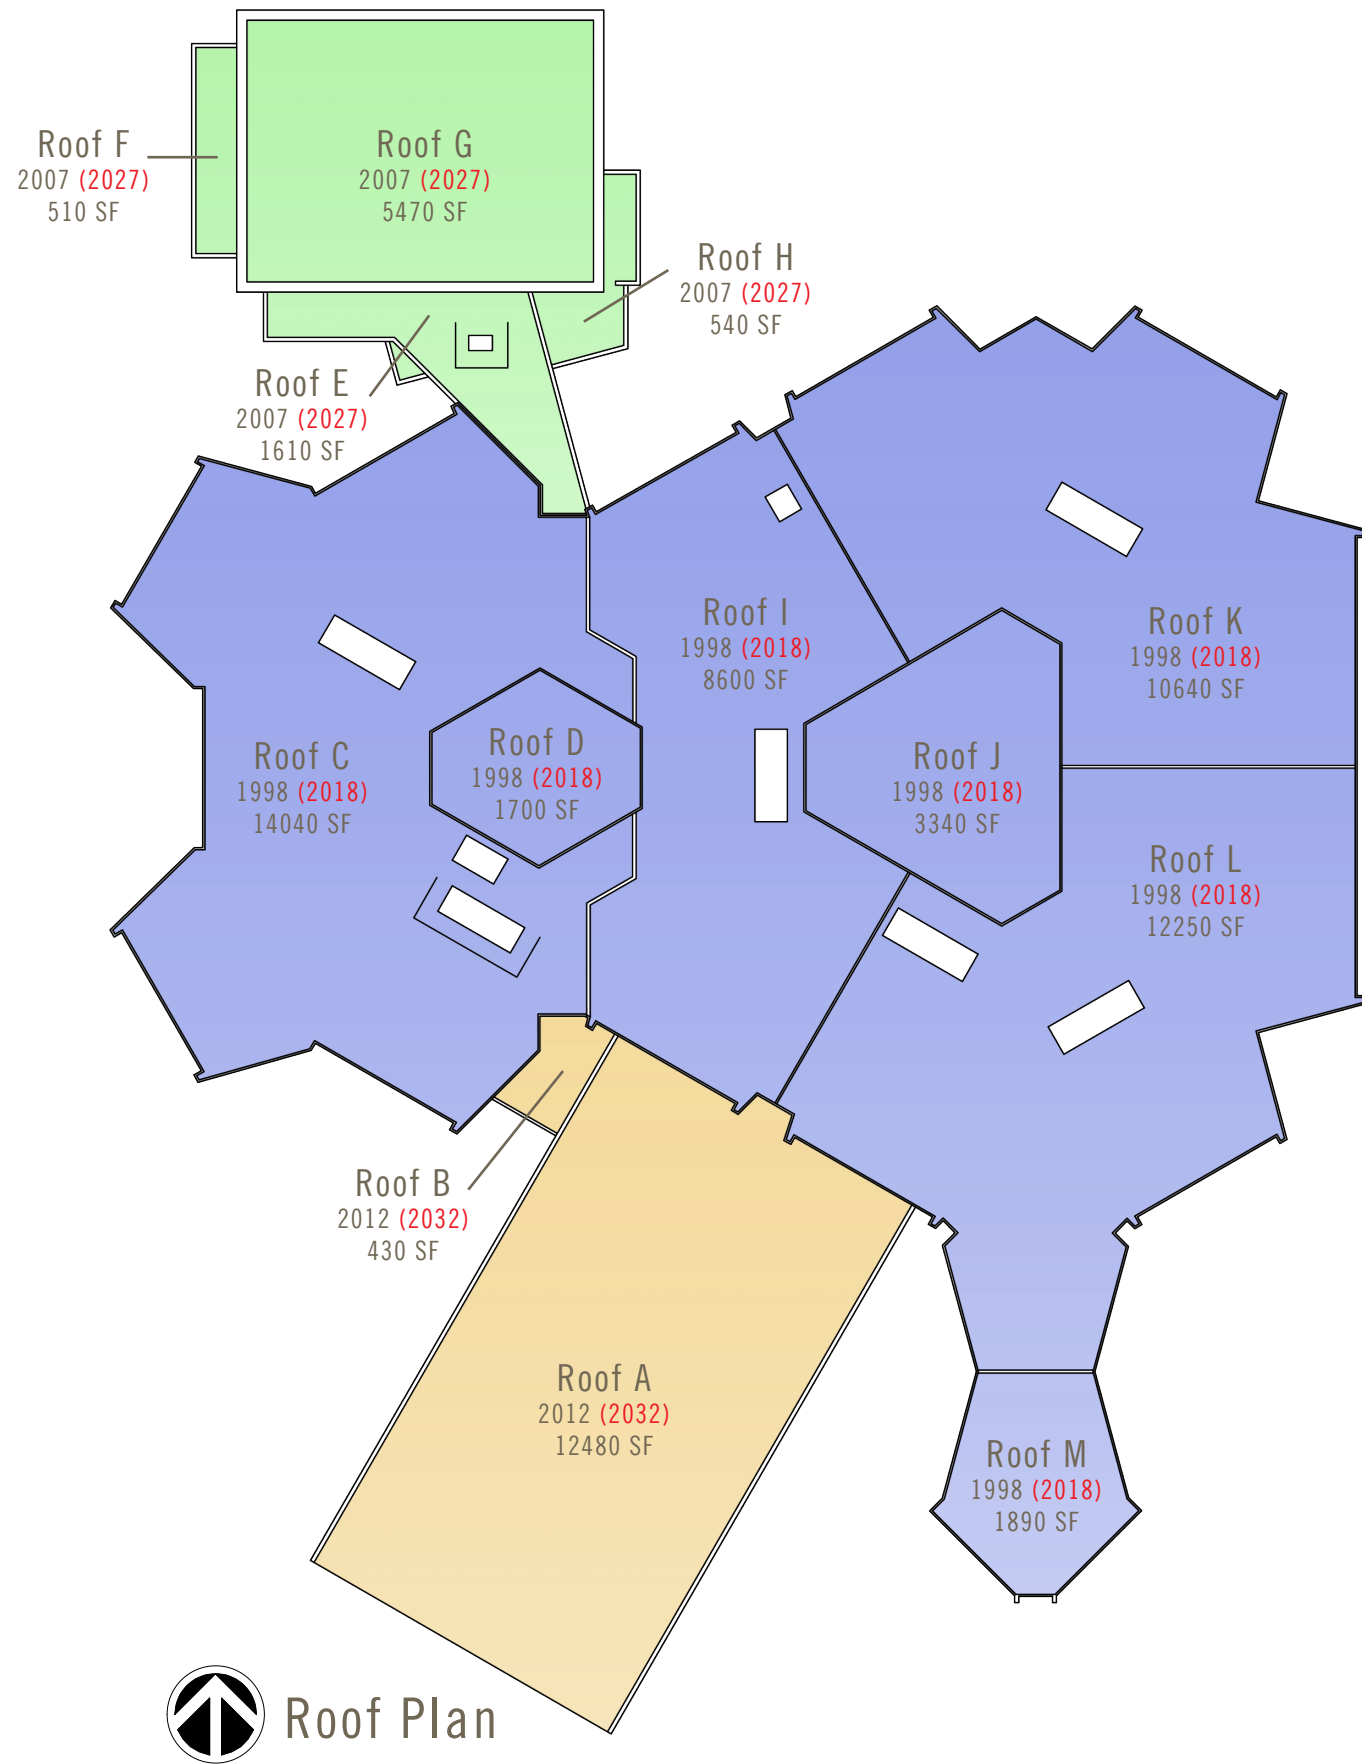 Roof F
2007 (2027)
510 SF
Roof G
2007 (2027)
5470 SF
Roof H
2007 (2027)
540 SF
Roof E
2007 (2027)
1610 SF
Roof I
1998 (2018)
8600 SF
Roof K
1998 (2018)
10640 SF
Roof C
1998 (2018)
14040 SF
Roof D
1998 (2018)
1700 SF
Roof J
1998 (2018)
3340 SF
Roof L
1998 (2018)
12250 SF
Roof B
2012 (2032)
430 SF
Roof A
2012 (2032)
12480 SF
Roof M
1998 (2018)
1890 SF
Roof Plan